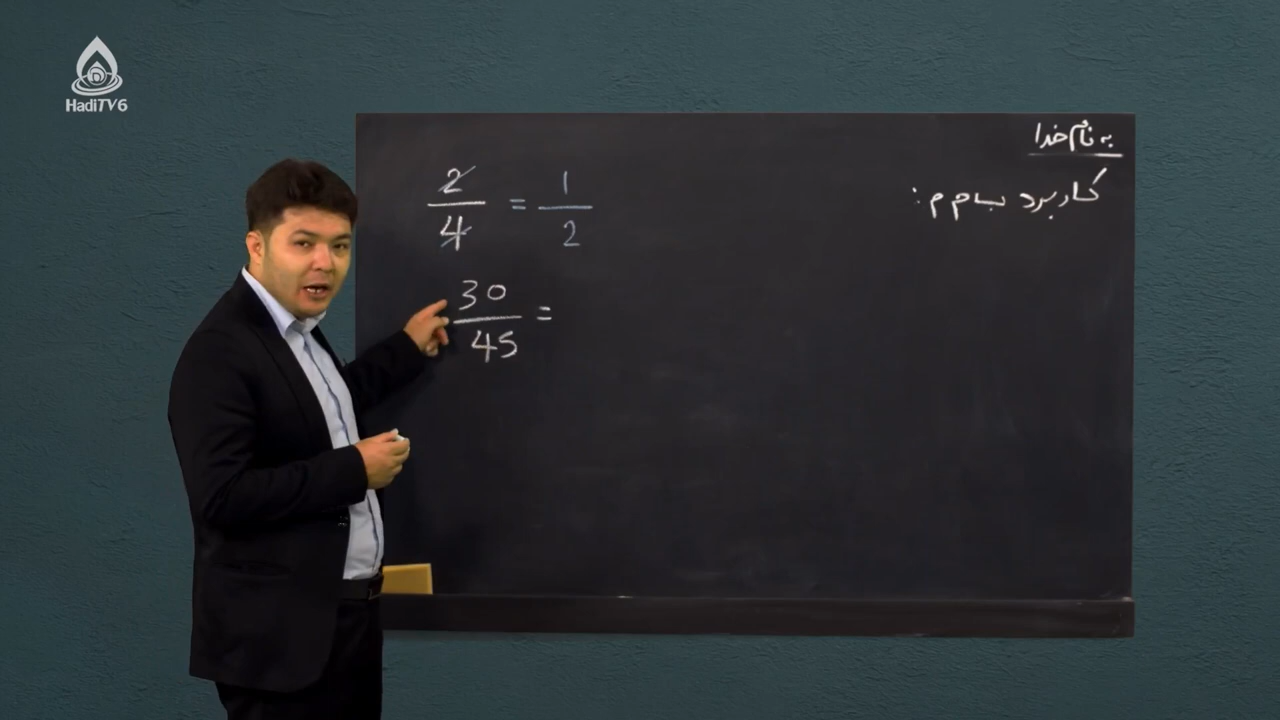 HadiTV6
به نام خدا
کاربرد ب م م :
2/4 = 1/2
30/45 =